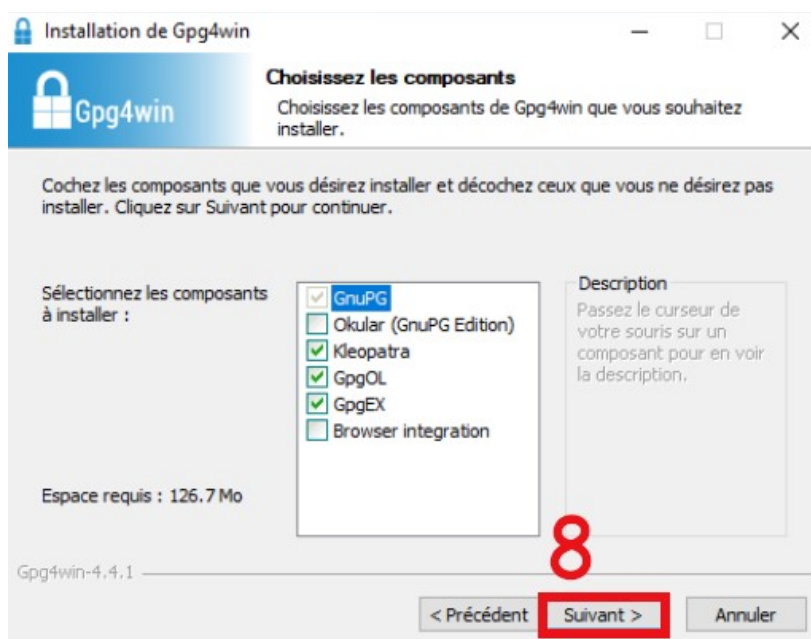 Installation de Gpg4win
Gpg4win
Choisissez les composants
Choisissez les composants de Gpg4win que vous souhaitez
installer.
Cochez les composants que vous désirez installer et décochez ceux que vous ne désirez pas
installer. Cliquez sur Suivant pour continuer.
Sélectionnez les composants
à installer :
GnuPG
Okular (GnuPG Edition)
Kleopatra
GpgOL
GpgEX
Browser integration
Description
Passez le curseur de
votre souris sur un
composant pour en voir
la description.
Espace requis : 126.7 Mo
8
Gpg4win-4.4.1
< Précédent
Suivant >
Annuler